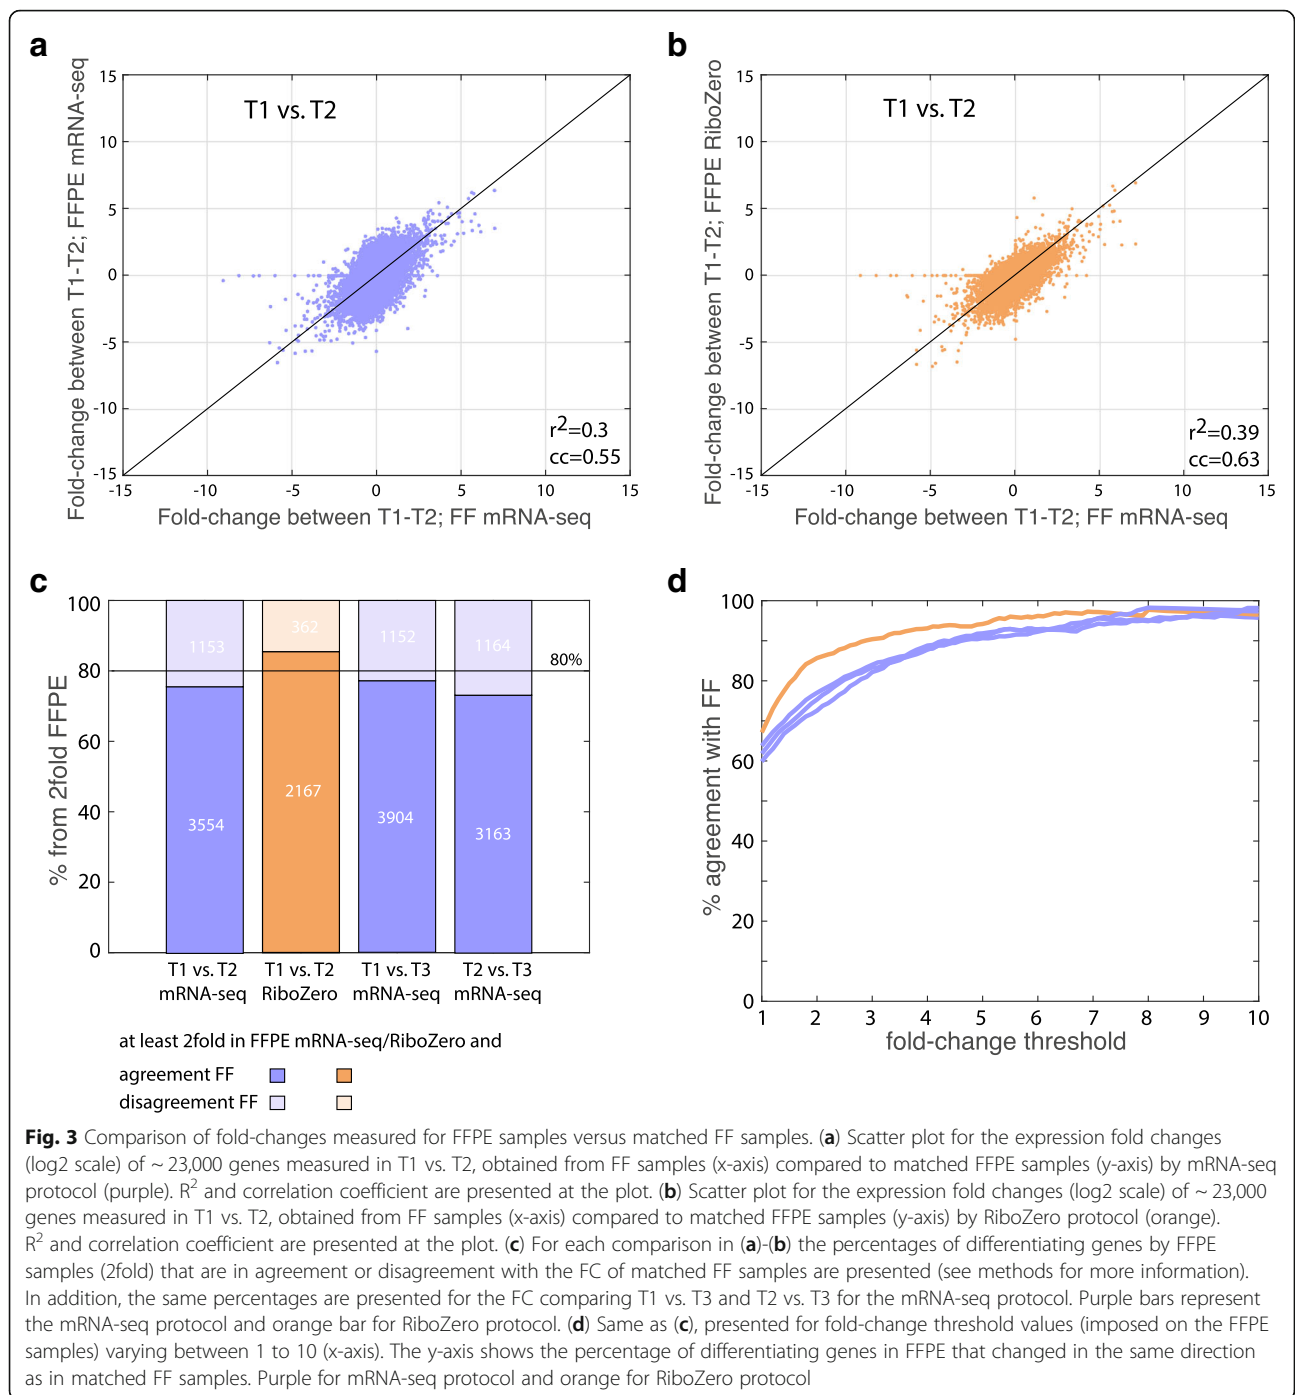 a
T1 vs. T2
Fold-change between T1-T2; FFPE mRNA-seq
15
10
5
0
-5
-10
-15
-15 -10 -5 0 5 10 15
r2=0.3
cc=0.55
Fold-change between T1-T2; FF mRNA-seq
b
T1 vs. T2
Fold-change between T1-T2; FFPE RiboZero
15
10
5
0
-5
-10
-15
-15 -10 -5 0 5 10 15
r2=0.39
cc=0.63
Fold-change between T1-T2; FF mRNA-seq
c
% from 2fold FFPE
100
80
60
40
20
0
80%
1153 362 1152 1164
3554 2167 3904 3163
T1 vs. T2 T1 vs. T2 T1 vs. T3 T2 vs. T3
mRNA-seq RiboZero mRNA-seq mRNA-seq
at least 2fold in FFPE mRNA-seq/RiboZero and
agreement FF
disagreement FF
d
% agreement with FF
100
80
60
40
20
0
1 2 3 4 5 6 7 8 9 10
fold-change threshold
Fig. 3 Comparison of fold-changes measured for FFPE samples versus matched FF samples. (a) Scatter plot for the expression fold changes
(log2 scale) of ~ 23,000 genes measured in T1 vs. T2, obtained from FF samples (x-axis) compared to matched FFPE samples (y-axis) by mRNA-seq
protocol (purple). R2 and correlation coefficient are presented at the plot. (b) Scatter plot for the expression fold changes (log2 scale) of ~ 23,000
genes measured in T1 vs. T2, obtained from FF samples (x-axis) compared to matched FFPE samples (y-axis) by RiboZero protocol (orange).
R2 and correlation coefficient are presented at the plot. (c) For each comparison in (a)-(b) the percentages of differentiating genes by FFPE
samples (2fold) that are in agreement or disagreement with the FC of matched FF samples are presented (see methods for more information).
In addition, the same percentages are presented for the FC comparing T1 vs. T3 and T2 vs. T3 for the mRNA-seq protocol. Purple bars represent
the mRNA-seq protocol and orange bar for RiboZero protocol. (d) Same as (c), presented for fold-change threshold values (imposed on the FFPE
samples) varying between 1 to 10 (x-axis). The y-axis shows the percentage of differentiating genes in FFPE that changed in the same direction
as in matched FF samples. Purple for mRNA-seq protocol and orange for RiboZero protocol